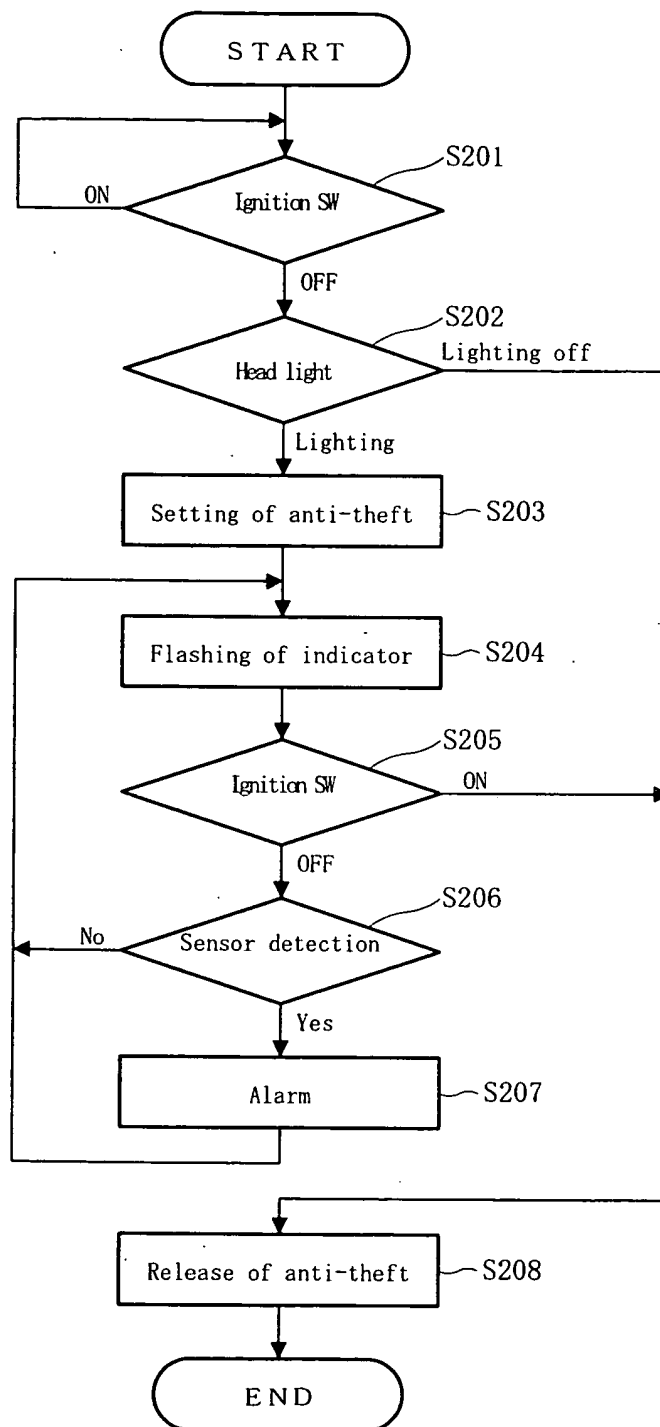 START
S201
Ignition SW
ON
OFF
S202
Head light
Lighting off
Lighting
Setting of anti-theft
S203
Flashing of indicator
S204
S205
Ignition SW
ON
OFF
S206
Sensor detection
No
Yes
Alarm
S207
Release of anti-theft
S208
END